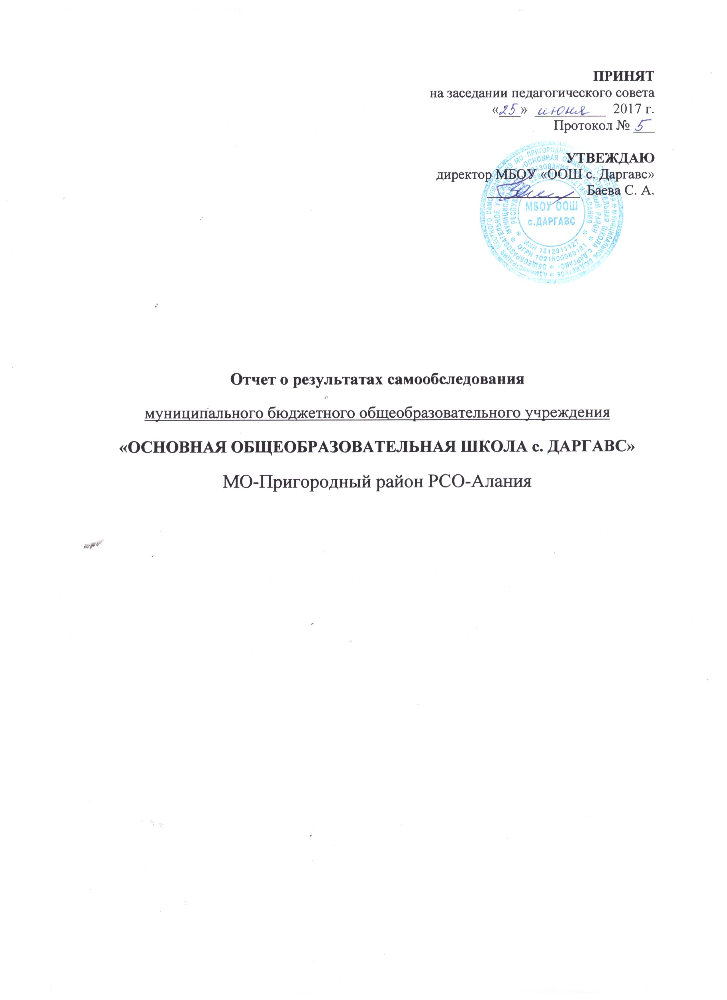 ПРИНЯТ
на заседании педагогического совета
«25» июня 2017 г.
Протокол № 5
УТВЕЖДАЮ
директор МБОУ «ООШ с. Даргавс»
Баева С. А.
МБОУ ООШ
с.ДАРГАВС
ИНН 1512011127
ОГРН 1021500980181
Отчет о результатах самообследования
муниципального бюджетного общеобразовательного учреждения
«ОСНОВНАЯ ОБЩЕОБРАЗОВАТЕЛЬНАЯ ШКОЛА с. ДАРГАВС»
МО-Пригородный район РСО-Алания